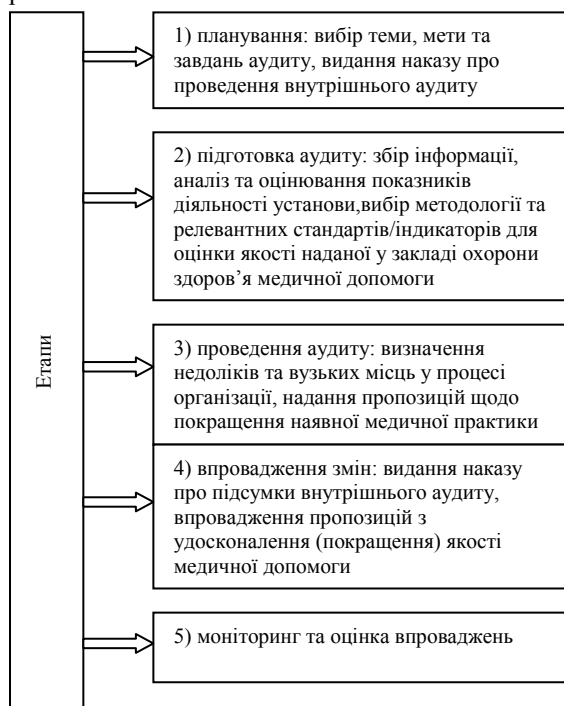 Етапи
1) планування: вибір теми, мети та
завдань аудиту, видання наказу про
проведення внутрішнього аудиту
2) підготовка аудиту: збір інформації,
аналіз та оцінювання показників
діяльності установи,вибір методології та
релевантних стандартів/індикаторів для
оцінки якості наданої у закладі охорони
здоров’я медичної допомоги
3) проведення аудиту: визначення
недоліків та вузьких місць у процесі
організації, надання пропозицій щодо
покращення наявної медичної практики
4) впровадження змін: видання наказу
про підсумки внутрішнього аудиту,
впровадження пропозицій з
удосконалення (покращення) якості
медичної допомоги
5) моніторинг та оцінка впроваджень